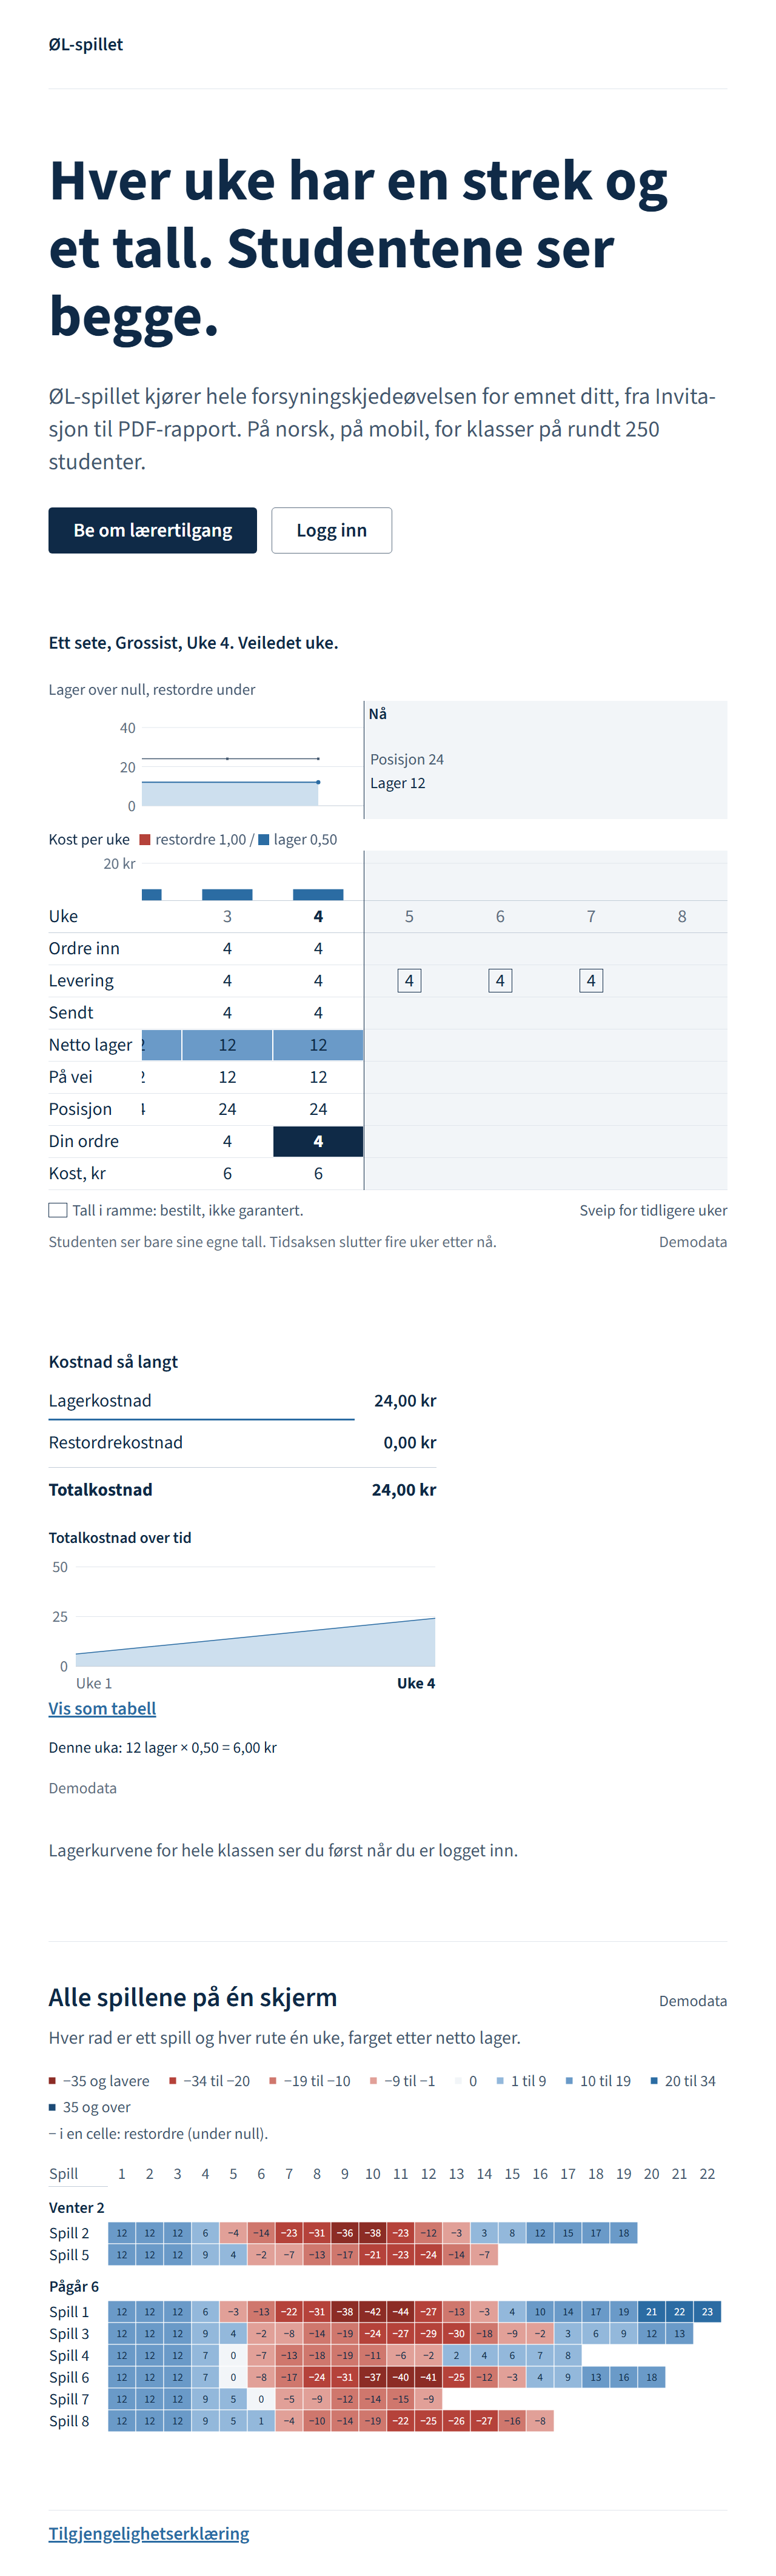 ØL-spillet
Hver uke har en strek og
et tall. Studentene ser
begge.
ØL-spillet kjører hele forsyningskjedeøvelsen for emnet ditt, fra Invita-
sjon til PDF-rapport. På norsk, på mobil, for klasser på rundt 250
studenter.
Be om lærertilgang Logg inn
Ett sete, Grossist, Uke 4. Veiledet uke.
Lager over null, restordre under
Nå
40
20
0
Posisjon 24
Lager 12
Kost per uke restordre 1,00 / lager 0,50
20 kr
Uke 3 4 5 6 7 8
Ordre inn 4 4
Levering 4 4 4 4 4
Sendt 4 4
Netto lager 12 12
På vei 12 12
Posisjon 24 24
Din ordre 4 4
Kost, kr 6 6
Tall i ramme: bestilt, ikke garantert. Sveip for tidligere uker
Studenten ser bare sine egne tall. Tidsaksen slutter fire uker etter nå. Demodata
Kostnad så langt
Lagerkostnad 24,00 kr
Restordrekostnad 0,00 kr
Totalkostnad 24,00 kr
Totalkostnad over tid
50
25
0
Uke 1 Uke 4
Vis som tabell
Denne uka: 12 lager × 0,50 = 6,00 kr
Demodata
Lagerkurvene for hele klassen ser du først når du er logget inn.
Alle spillene på én skjerm Demodata
Hver rad er ett spill og hver rute én uke, farget etter netto lager.
−35 og lavere −34 til −20 −19 til −10 −9 til −1 0 1 til 9 10 til 19 20 til 34
35 og over
− i en celle: restordre (under null).
Spill 1 2 3 4 5 6 7 8 9 10 11 12 13 14 15 16 17 18 19 20 21 22
Venter 2
Spill 2 12 12 12 6 −4 −14 −23 −31 −36 −38 −23 −12 −3 3 8 12 15 17 18
Spill 5 12 12 12 9 4 −2 −7 −13 −17 −21 −23 −24 −14 −7
Pågår 6
Spill 1 12 12 12 6 −3 −13 −22 −31 −38 −42 −44 −27 −13 −3 4 10 14 17 19 21 22 23
Spill 3 12 12 12 9 4 −2 −8 −14 −19 −24 −27 −29 −30 −18 −9 −2 3 6 9 12 13
Spill 4 12 12 12 7 0 −7 −13 −18 −19 −11 −6 −2 2 4 6 7 8
Spill 6 12 12 12 7 0 −8 −17 −24 −31 −37 −40 −41 −25 −12 −3 4 9 13 16 18
Spill 7 12 12 12 9 5 0 −5 −9 −12 −14 −15 −9
Spill 8 12 12 12 9 5 1 −4 −10 −14 −19 −22 −25 −26 −27 −16 −8
Tilgjengelighetserklæring